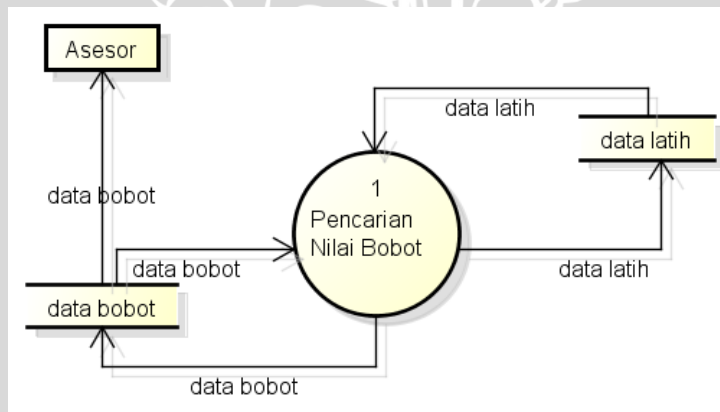 Asesor
data latih
data latih
data bobot
1
Pencarian
Nilai Bobot
data bobot
data latih
data bobot
data bobot